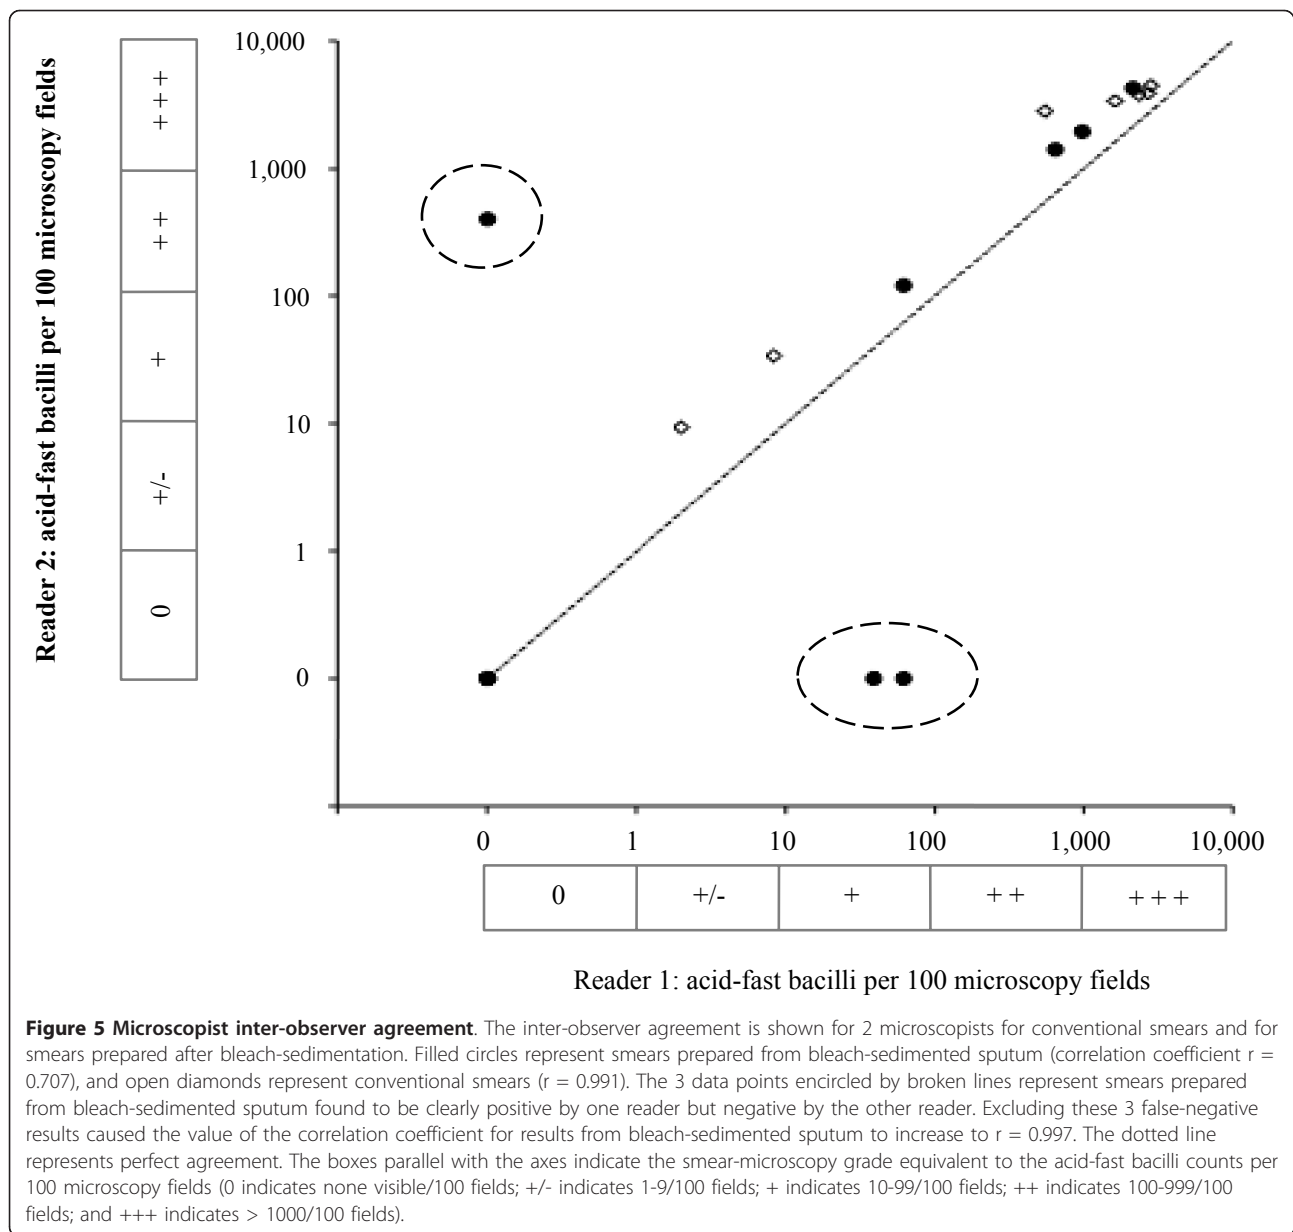 Reader 2: acid-fast bacilli per 100 microscopy fields
+++
++
+
+/-
0
10,000
1,000
100
10
1
0
0 1 10 100 1,000 10,000
0 +/- + + + + + +
Reader 1: acid-fast bacilli per 100 microscopy fields
Figure 5 Microscopist inter-observer agreement. The inter-observer agreement is shown for 2 microscopists for conventional smears and for
smears prepared after bleach-sedimentation. Filled circles represent smears prepared from bleach-sedimented sputum (correlation coefficient r =
0.707), and open diamonds represent conventional smears (r = 0.991). The 3 data points encircled by broken lines represent smears prepared
from bleach-sedimented sputum found to be clearly positive by one reader but negative by the other reader. Excluding these 3 false-negative
results caused the value of the correlation coefficient for results from bleach-sedimented sputum to increase to r = 0.997. The dotted line
represents perfect agreement. The boxes parallel with the axes indicate the smear-microscopy grade equivalent to the acid-fast bacilli counts per
100 microscopy fields (0 indicates none visible/100 fields; +/- indicates 1-9/100 fields; + indicates 10-99/100 fields; ++ indicates 100-999/100
fields; and +++ indicates > 1000/100 fields).